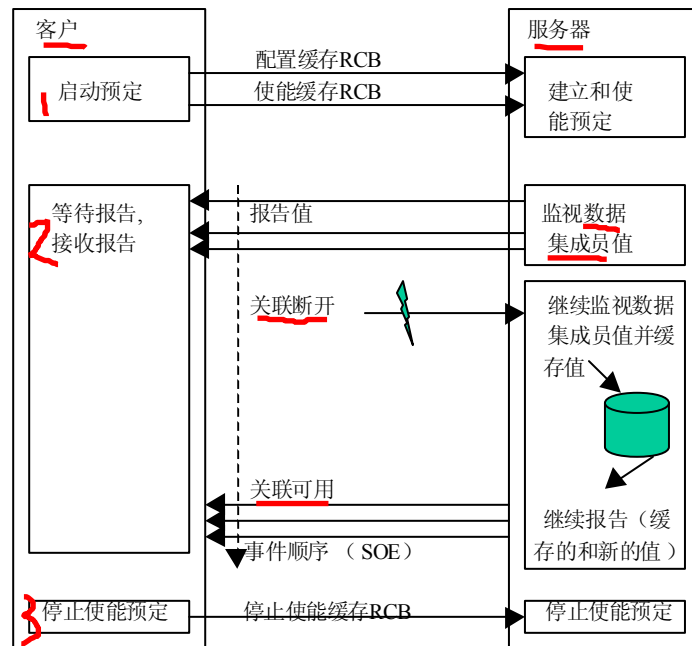 客户
服务器
配置缓存RCB
1启动预定
使能缓存RCB
建立和使
能预定
2等待报告,
接收报告
报告值
监视数据
集成员值
关联断开
继续监视数据
集成员值并缓
存值
关联可用
继续报告（缓
存的和新的值）
事件顺序 （ SOE）
3停止使能预定
停止使能缓存RCB
停止使能预定